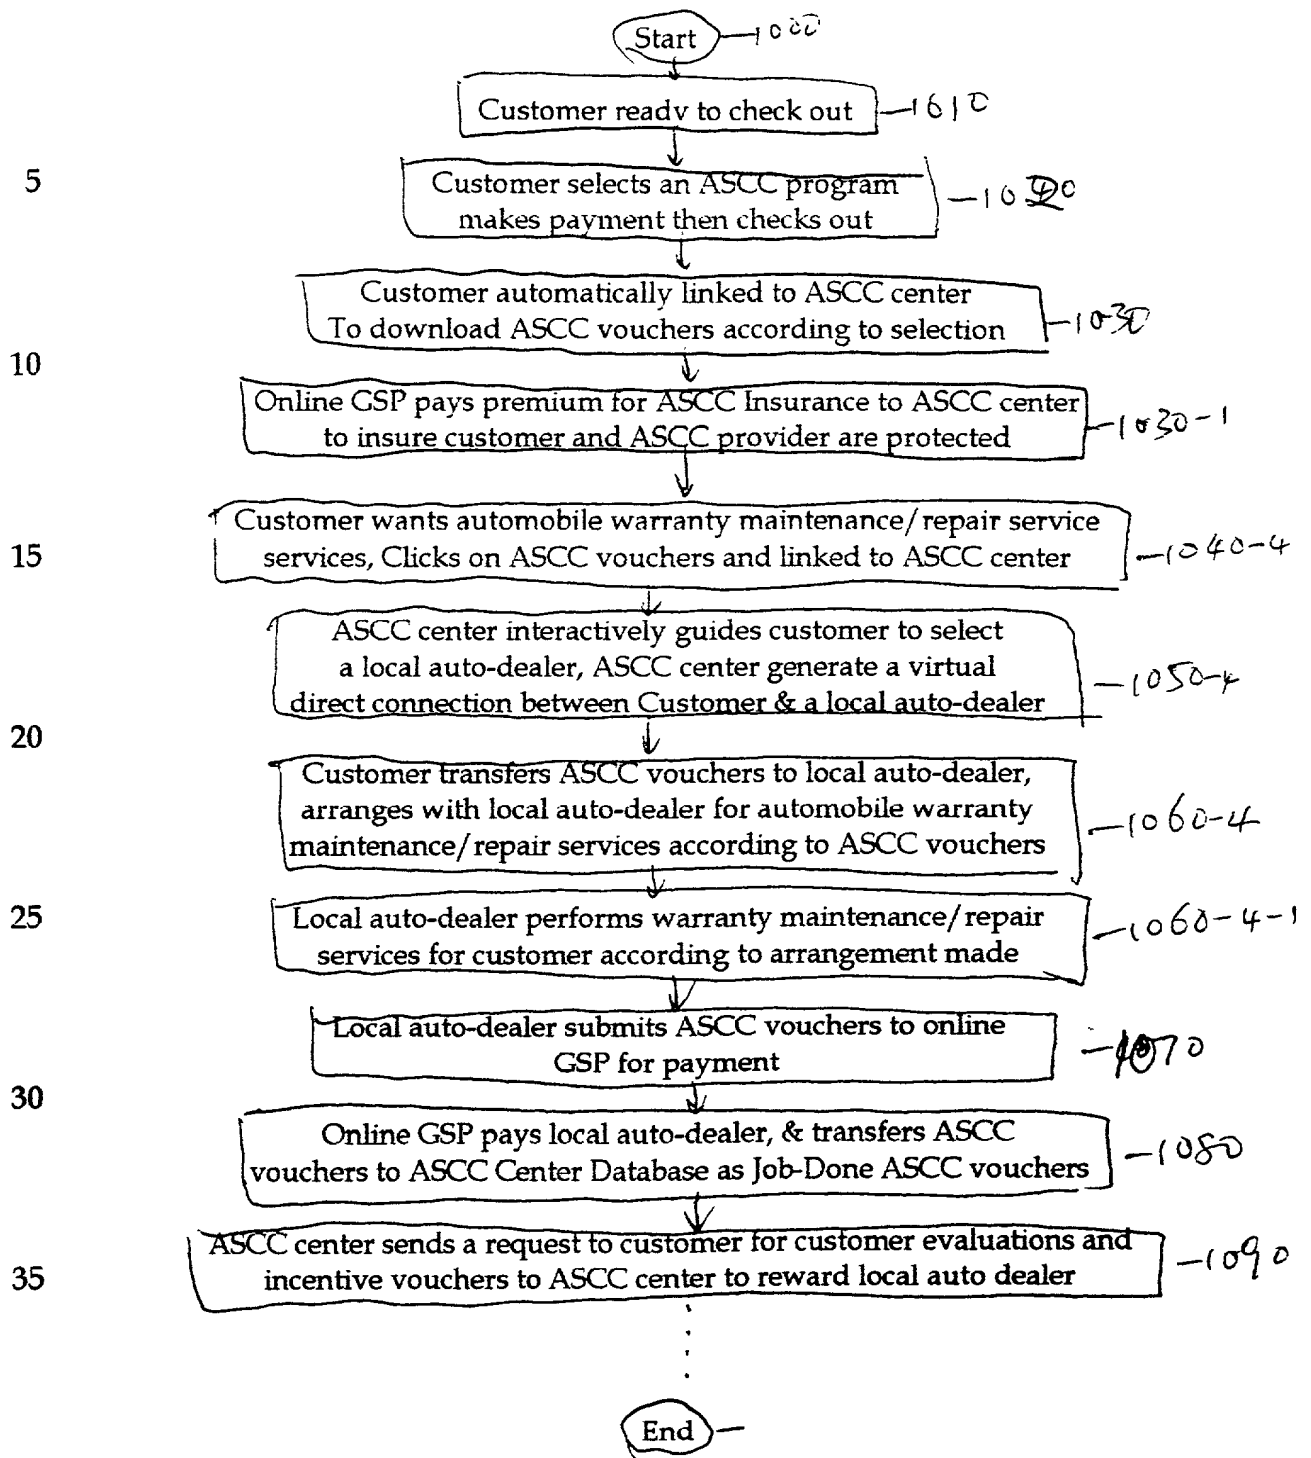 Start —1000
Customer ready to check out —1010
5
Customer selects an ASCC program
makes payment then checks out —1020
Customer automatically linked to ASCC center
To download ASCC vouchers according to selection —1030
10
Online GSP pays premium for ASCC Insurance to ASCC center
to insure customer and ASCC provider are protected —1030-1
Customer wants automobile warranty maintenance/repair service
15
services, Clicks on ASCC vouchers and linked to ASCC center —1040-4
ASCC center interactively guides customer to select
a local auto-dealer, ASCC center generate a virtual
direct connection between Customer & a local auto-dealer —1050-4
20
Customer transfers ASCC vouchers to local auto-dealer,
arranges with local auto-dealer for automobile warranty
maintenance/repair services according to ASCC vouchers —1060-4
25
Local auto-dealer performs warranty maintenance/repair
services for customer according to arrangement made —1060-4-1
Local auto-dealer submits ASCC vouchers to online
GSP for payment —1070
30
Online GSP pays local auto-dealer, & transfers ASCC
vouchers to ASCC Center Database as Job-Done ASCC vouchers —1080
ASCC center sends a request to customer for customer evaluations and
35
incentive vouchers to ASCC center to reward local auto dealer —1090
End —